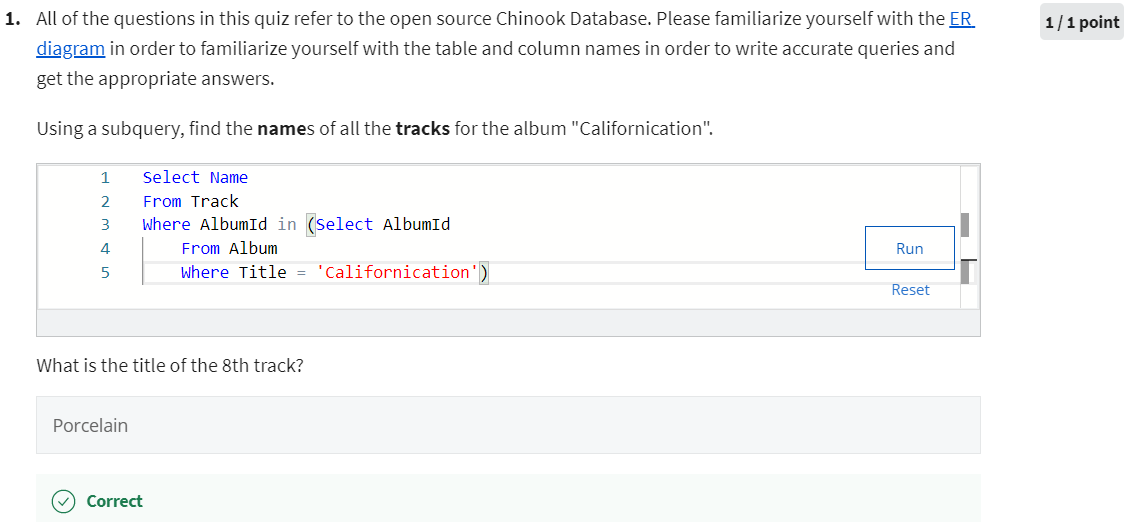 1. All of the questions in this quiz refer to the open source Chinook Database. Please familiarize yourself with the ER
1 / 1 point
diagram in order to familiarize yourself with the table and column names in order to write accurate queries and
get the appropriate answers.
Using a subquery, find the names of all the tracks for the album "Californication".
1 Select Name
2 From Track
3 Where AlbumId in (Select AlbumId
4 From Album
5 Where Title = 'Californication')
Run
Reset
What is the title of the 8th track?
Porcelain
Correct